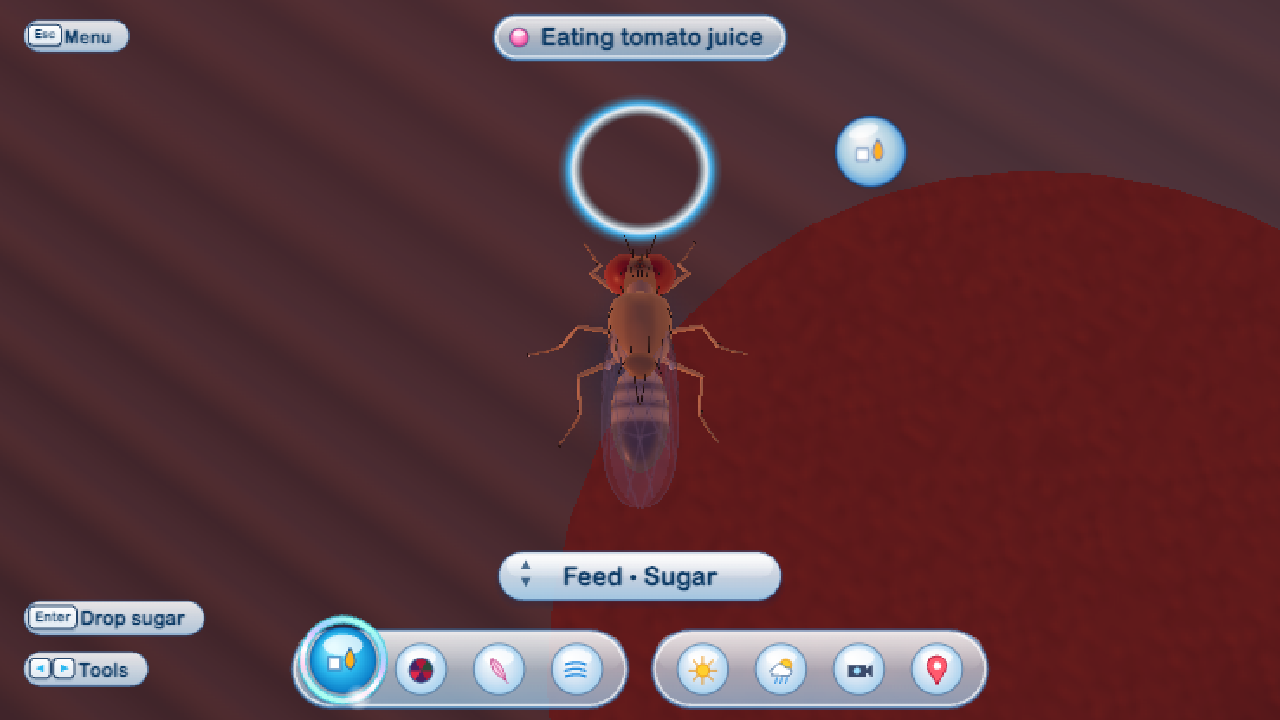 Esc Menu
Eating tomato juice
Feed • Sugar
Enter Drop sugar
Tools